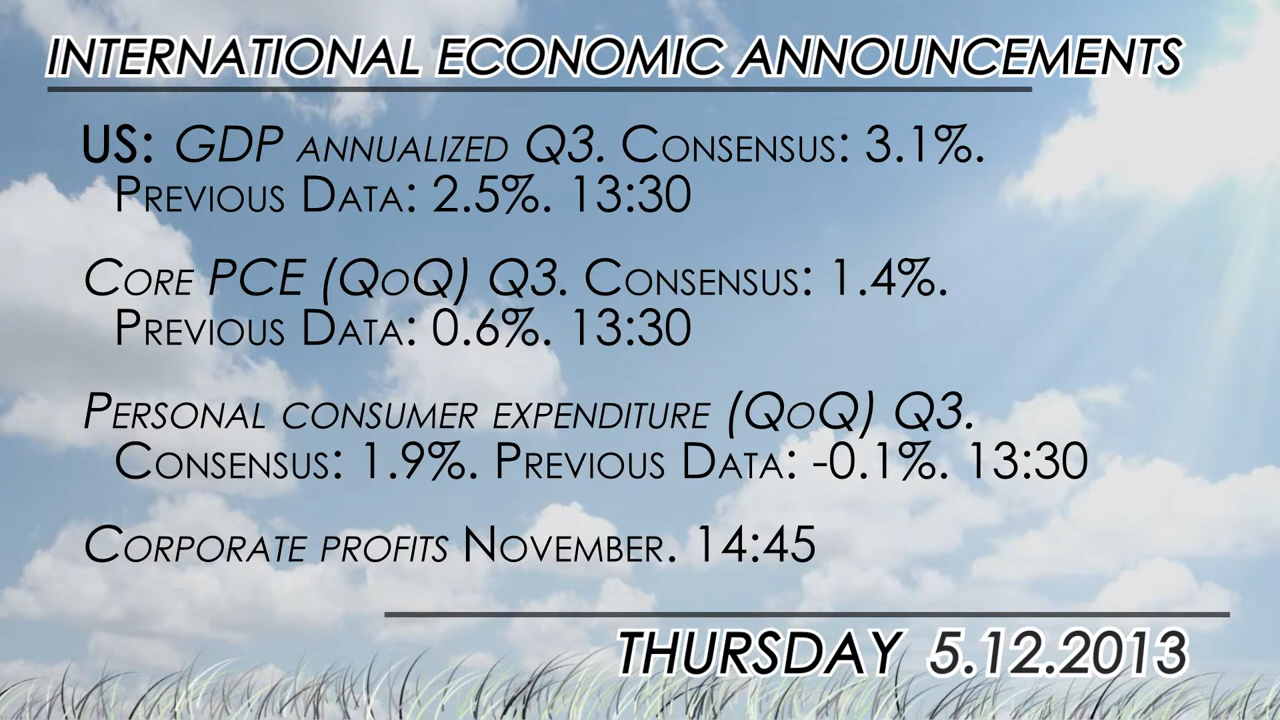 INTERNATIONAL ECONOMIC ANNOUNCEMENTS
US: GDP ANNUALIZED Q3. CONSENSUS: 3.1%.
PREVIOUS DATA: 2.5%. 13:30
CORE PCE (QOQ) Q3. CONSENSUS: 1.4%.
PREVIOUS DATA: 0.6%. 13:30
PERSONAL CONSUMER EXPENDITURE (QOQ) Q3.
CONSENSUS: 1.9%. PREVIOUS DATA: -0.1%. 13:30
CORPORATE PROFITS NOVEMBER. 14:45
THURSDAY 5.12.2013